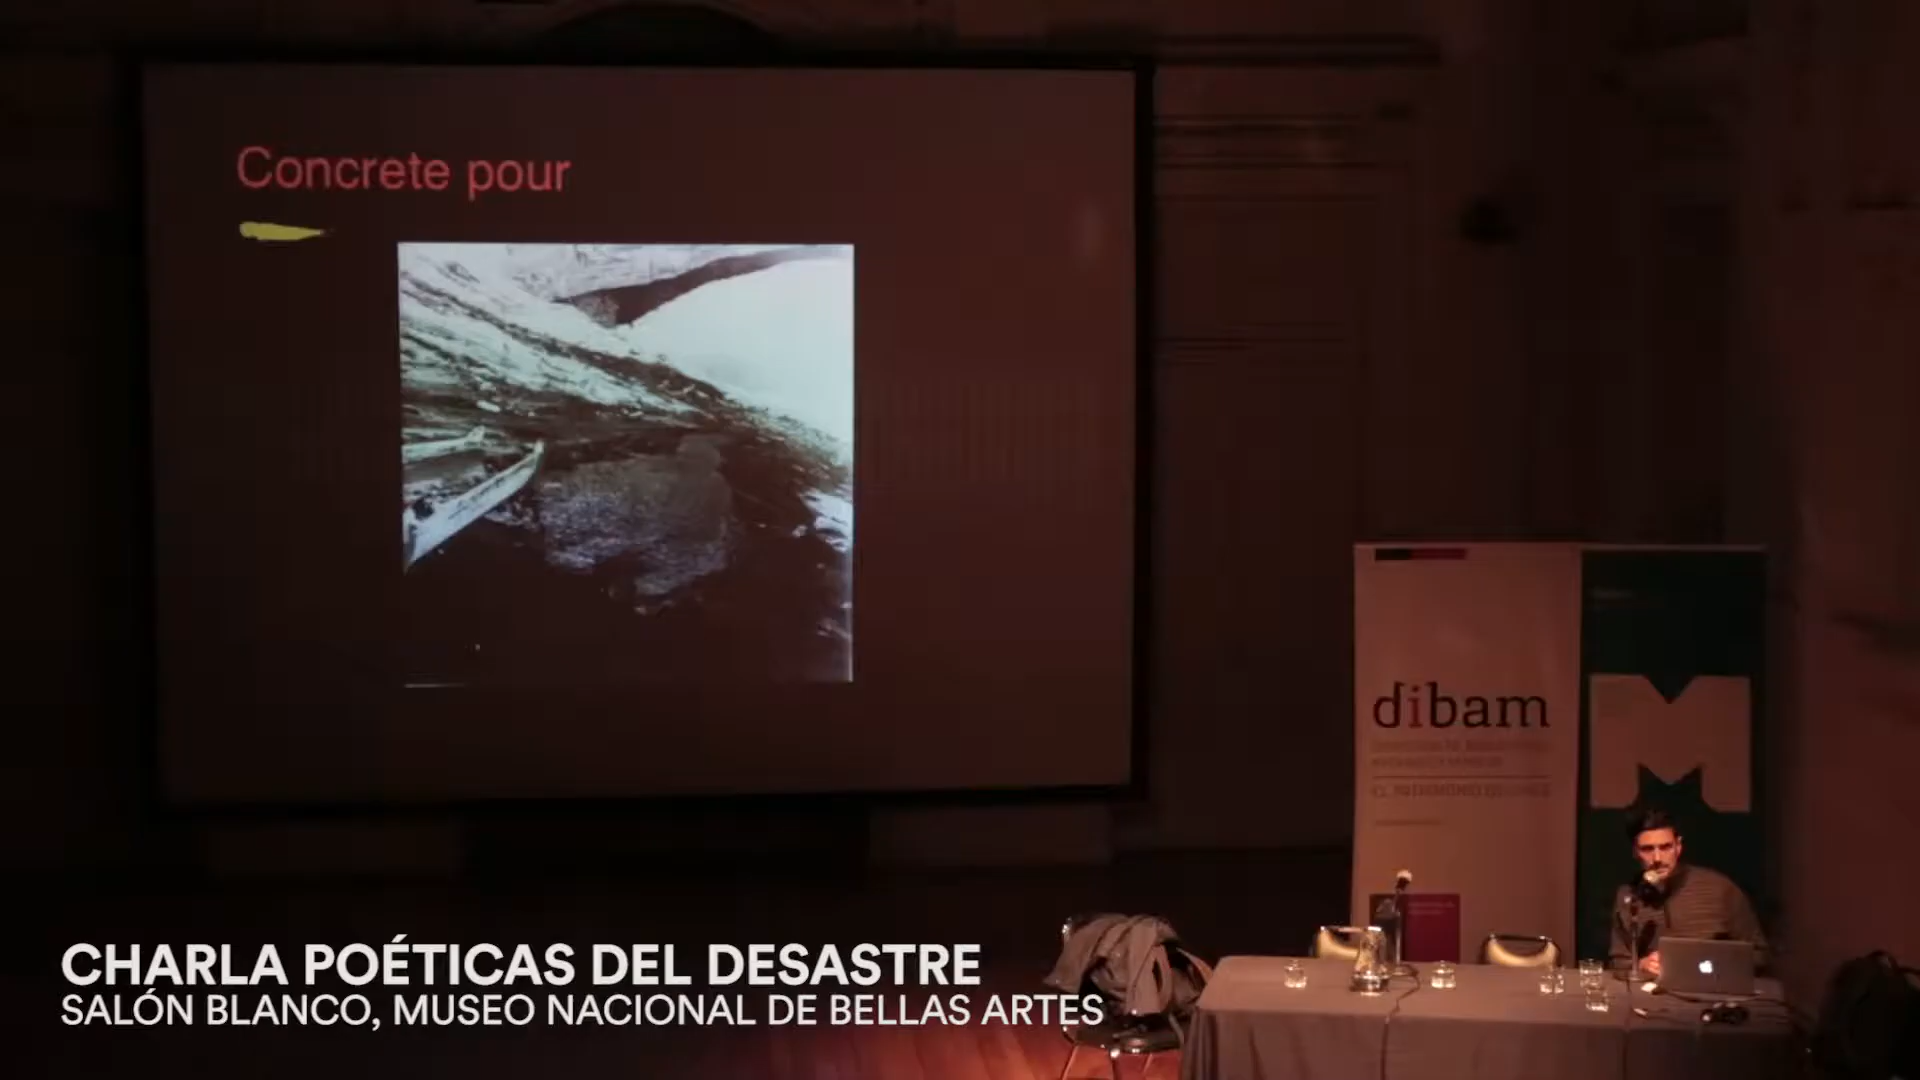 Concrete pour
dibam
M
CHARLA POÉTICAS DEL DESASTRE
SALÓN BLANCO, MUSEO NACIONAL DE BELLAS ARTES